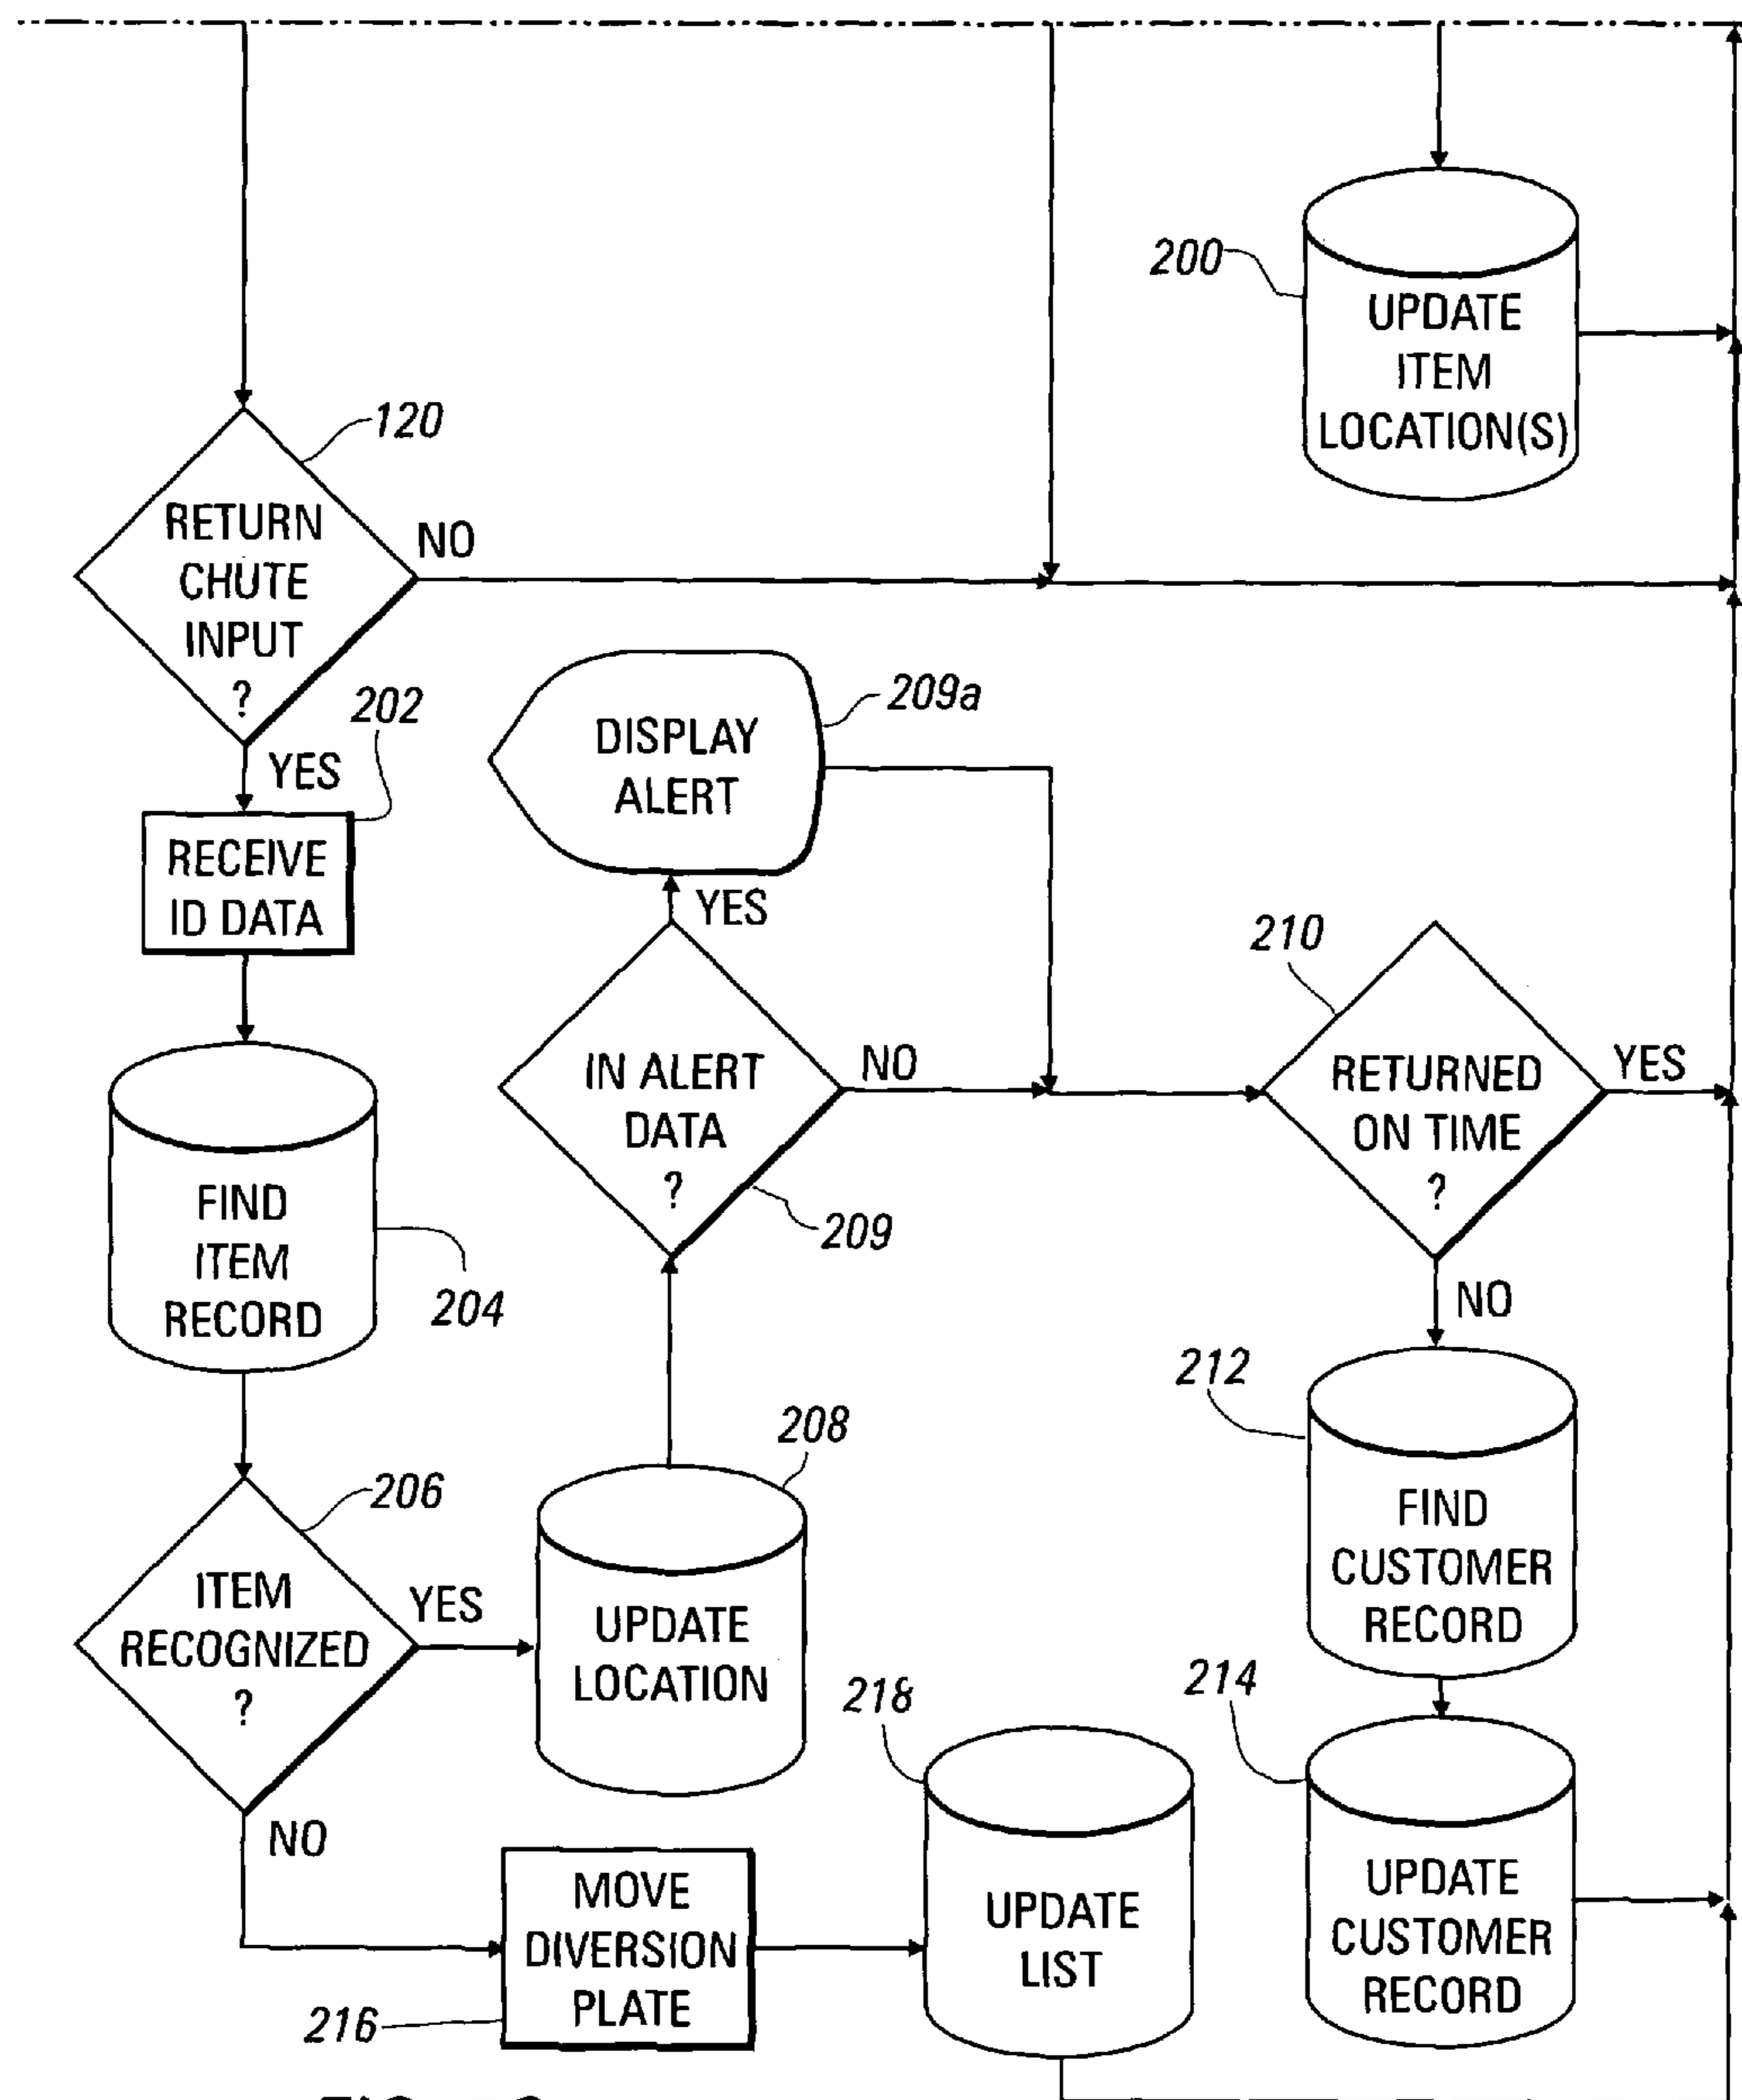 200
UPDATE
ITEM
LOCATION(S)
120
RETURN
CHUTE
INPUT
?
NO
YES
202
RECEIVE
ID DATA
DISPLAY
ALERT
209a
YES
IN ALERT
DATA
?
NO
209
210
RETURNED
ON TIME
?
YES
NO
FIND
ITEM
RECORD
204
206
ITEM
RECOGNIZED
?
YES
NO
208
UPDATE
LOCATION
212
FIND
CUSTOMER
RECORD
214
UPDATE
CUSTOMER
RECORD
216
MOVE
DIVERSION
PLATE
218
UPDATE
LIST